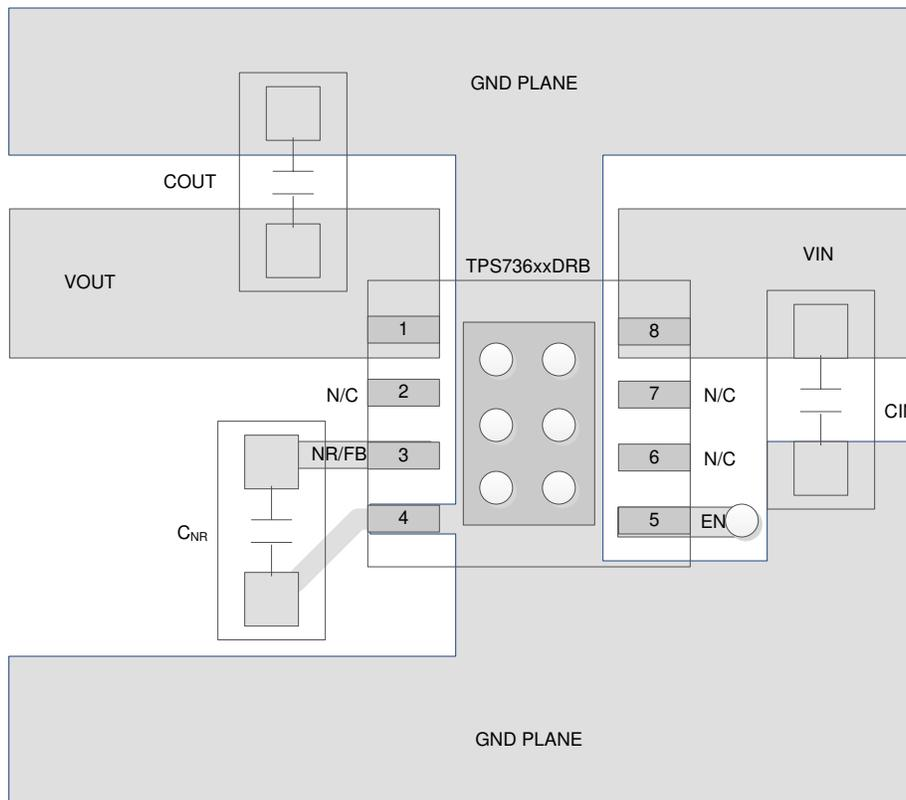 GND PLANE
COUT
VIN
TPS736xxDRB
VOUT
1
8
N/C
2
7
N/C
NR/FB
3
6
N/C
4
5
EN
CNR
GND PLANE